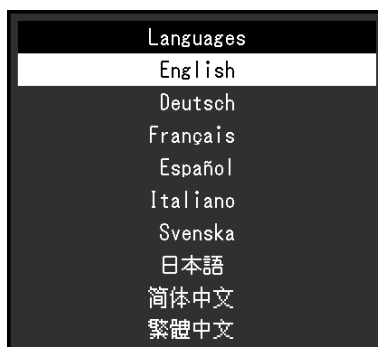 Languages
English
Deutsch
Français
Español
Italiano
Svenska
日本語
简体中文
繁體中文